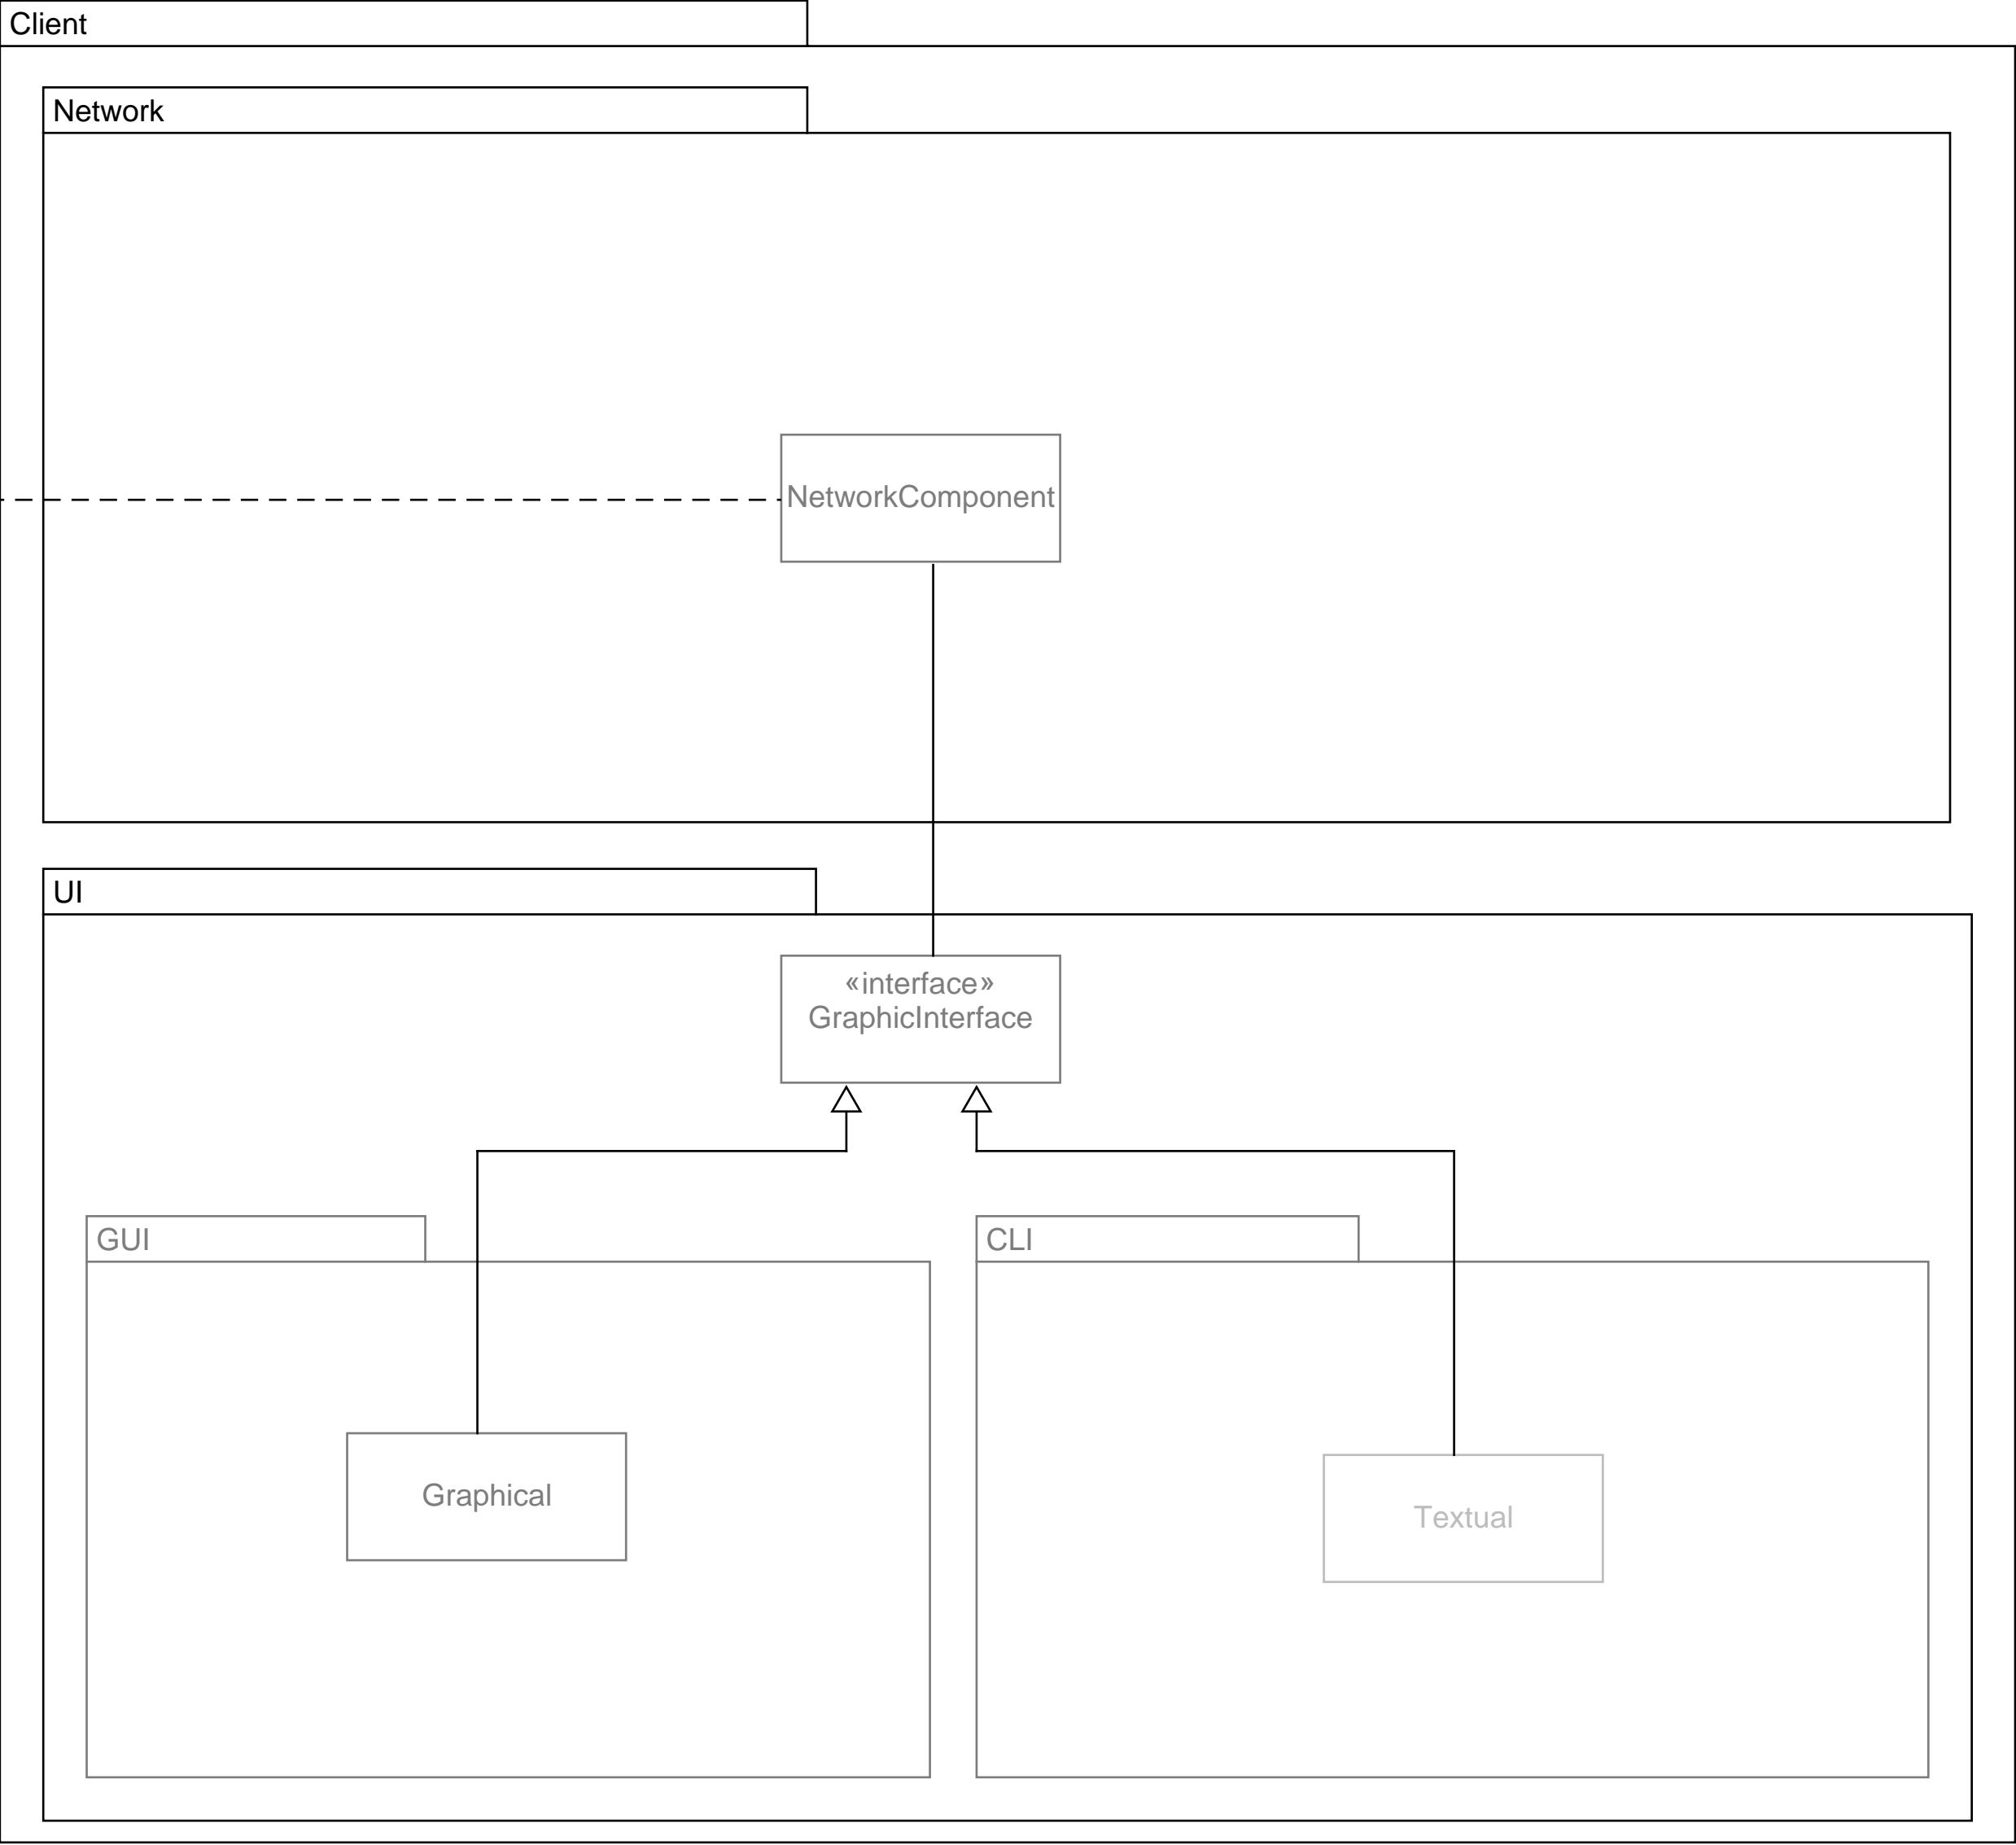 Client
Network
NetworkComponent
UI
«interface»
GraphicInterface
GUI
CLI
Graphical
Textual